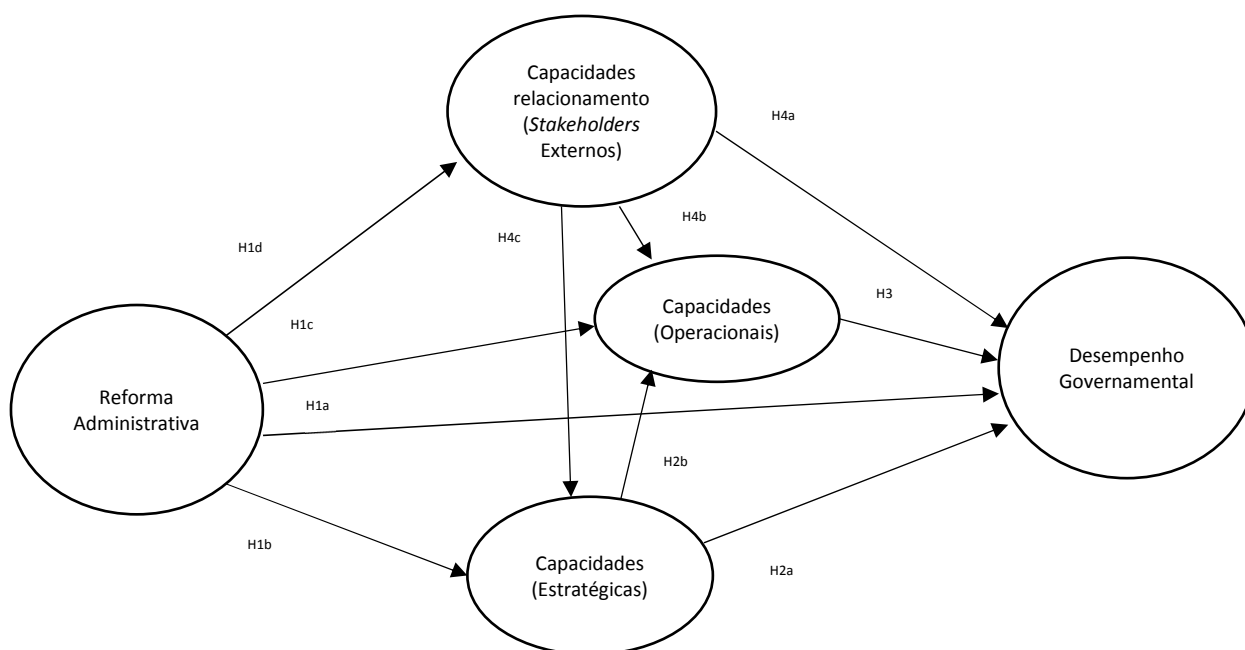 Capacidades
relacionamento
(Stakeholders
Externos)
H4a
H4b
H4c
H1d
Capacidades
(Operacionais)
H3
H1c
Desempenho
Governamental
Reforma
Administrativa
H1a
H2b
H1b
Capacidades
(Estratégicas)
H2a